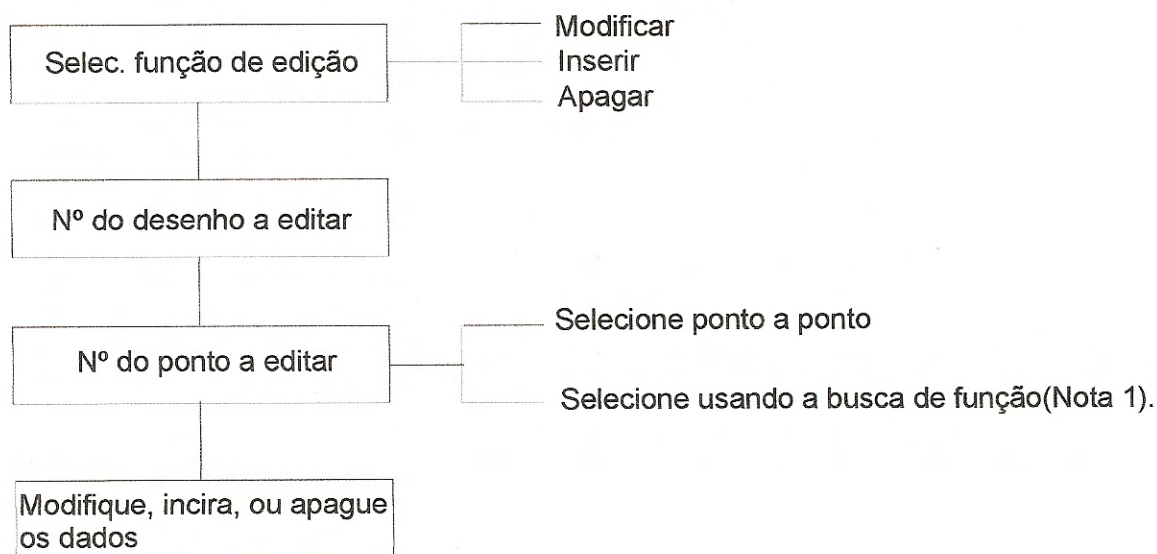 Selec. função de edição
Modificar
Inserir
Apagar
Nº do desenho a editar
Nº do ponto a editar
Selecione ponto a ponto
Selecione usando a busca de função(Nota 1).
Modifique, incira, ou apague
os dados